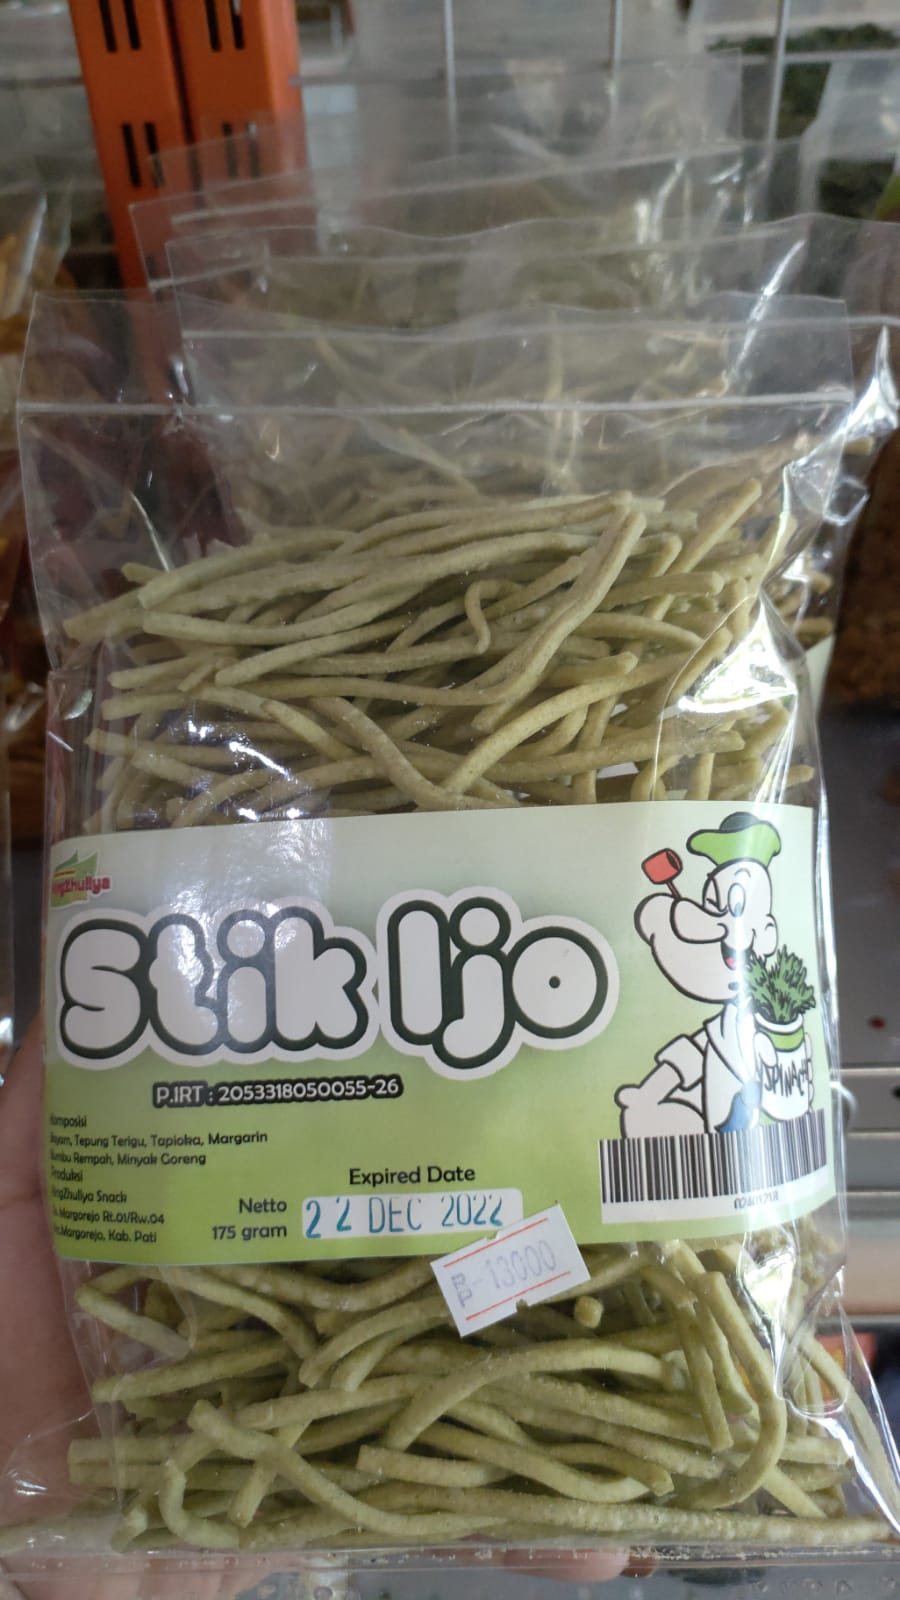 Stik Ijo
SPINACH
P.IRT : 2053318050055-26
Komposisi
Bayam, Tepung Terigu, Tapioka, Margarin
Bumbu Rempah, Minyak Goreng
Produksi
Snack
Margorejo Rt.01/Rw.04
Margorejo, Kab. Pati
Netto
175 gram
Expired Date
22 DEC 2022
Rp-13000